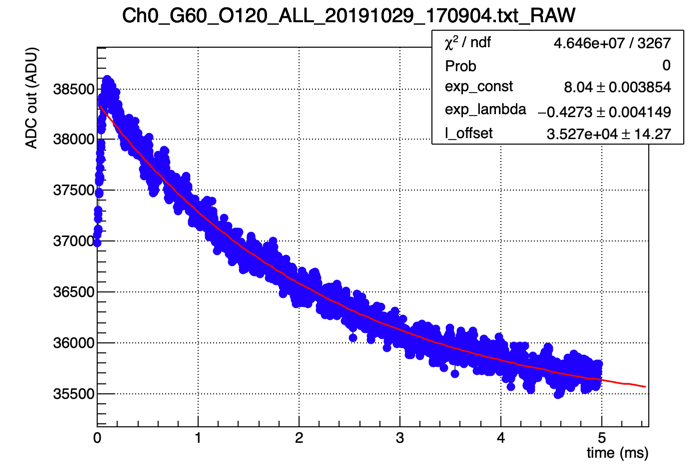 Ch0_G60_O120_ALL_20191029_170904.txt_RAW
χ² / ndf 4.646e+07 / 3267
Prob 0
exp_const 8.04 ± 0.003854
exp_lambda −0.4273 ± 0.004149
l_offset 3.527e+04 ± 14.27
ADC out (ADU)
38500
38000
37500
37000
36500
36000
35500
0 1 2 3 4 5
time (ms)